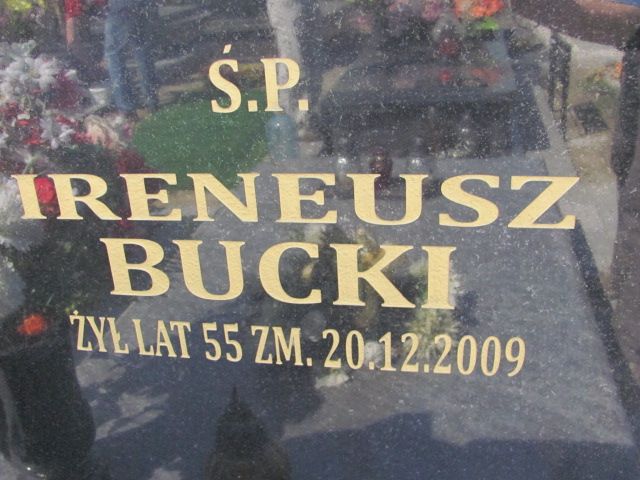 Ś.P.
IRENEUSZ
BUCKI
ŻYŁ LAT 55 ZM. 20.12.2009